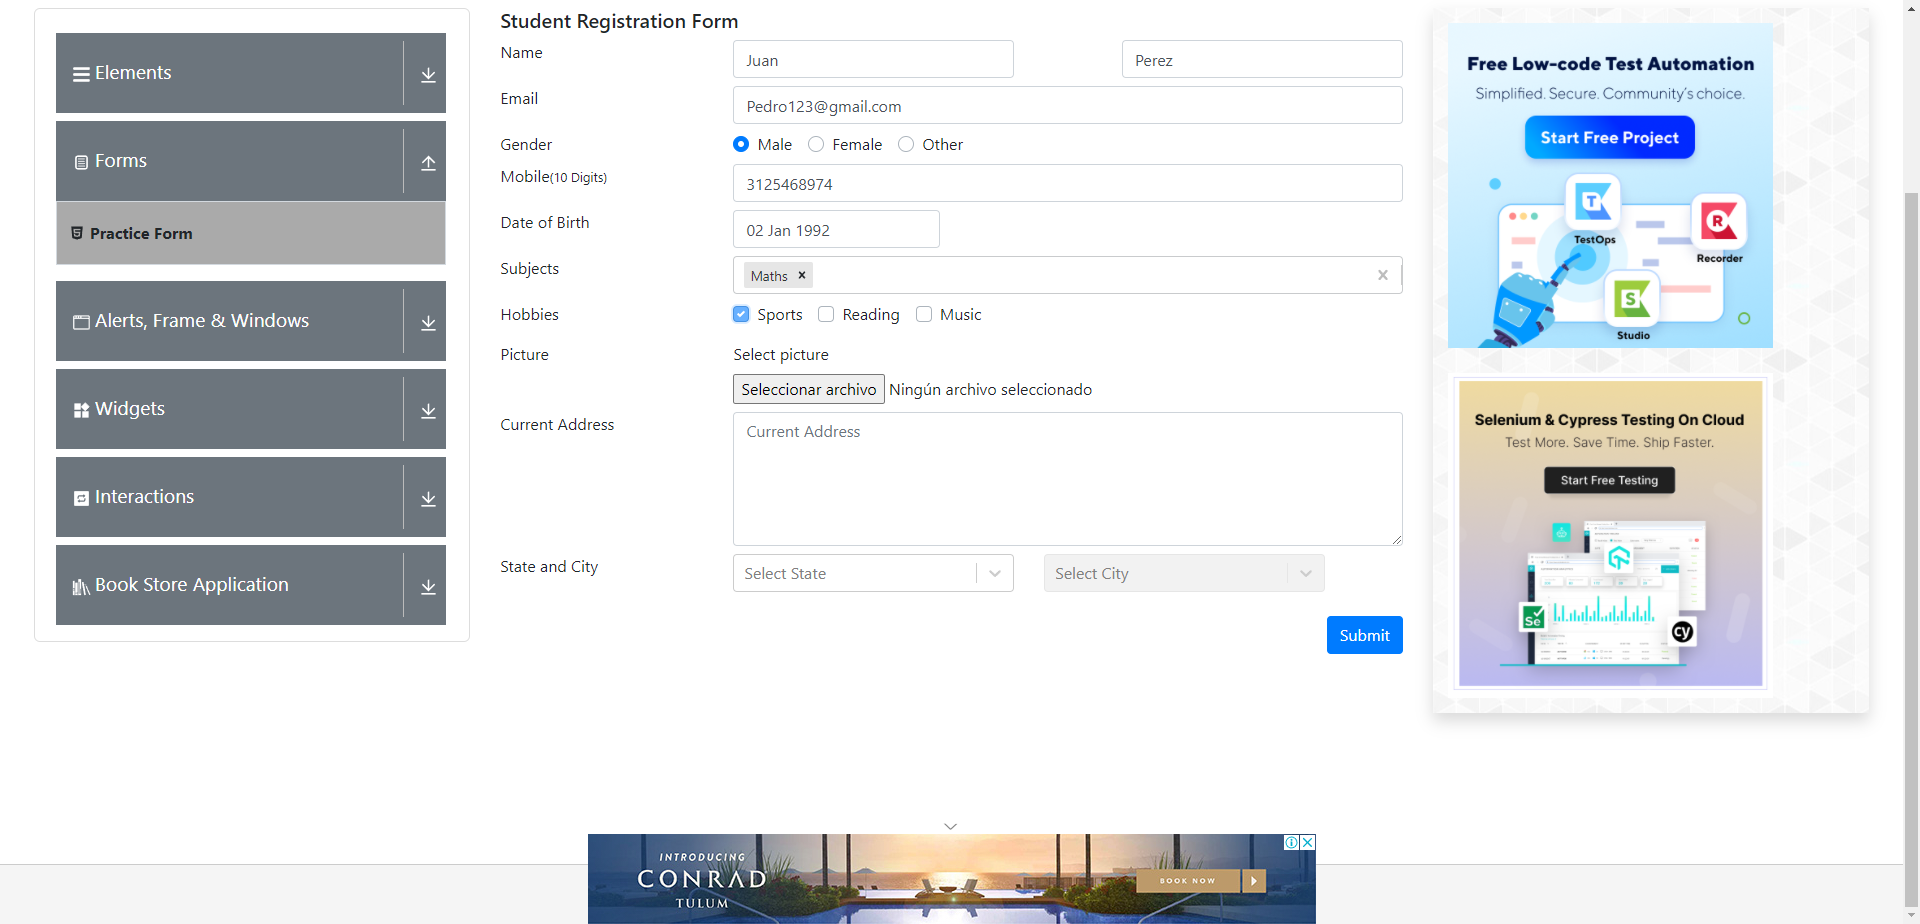 Elements
Forms
Practice Form
Alerts, Frame & Windows
Widgets
Interactions
Book Store Application
Student Registration Form
Name
Juan
Perez
Email
Pedro123@gmail.com
Gender
Male
Female
Other
Mobile(10 Digits)
3125468974
Date of Birth
02 Jan 1992
Subjects
Maths
Hobbies
Sports
Reading
Music
Picture
Select picture
Seleccionar archivo
Ningún archivo seleccionado
Current Address
Current Address
State and City
Select State
Select City
Submit
Free Low-code Test Automation
Simplified. Secure. Community's choice.
Start Free Project
T
TestOps
R
Recorder
S
Studio
Selenium & Cypress Testing On Cloud
Test More. Save Time. Ship Faster.
Start Free Testing
Se
cy
INTRODUCING
CONRAD
TULUM
BOOK NOW